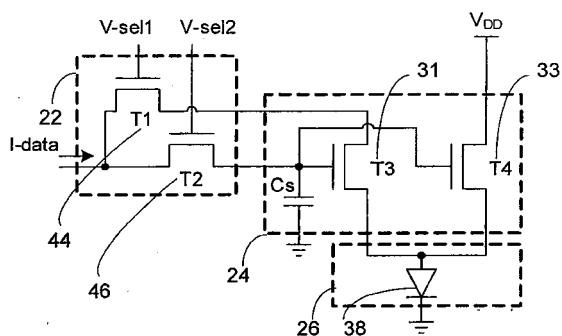 V-sel1
V-sel2
V_DD
22
31
33
I-data
T1
T2
T3
T4
Cs
44
46
24
26
38